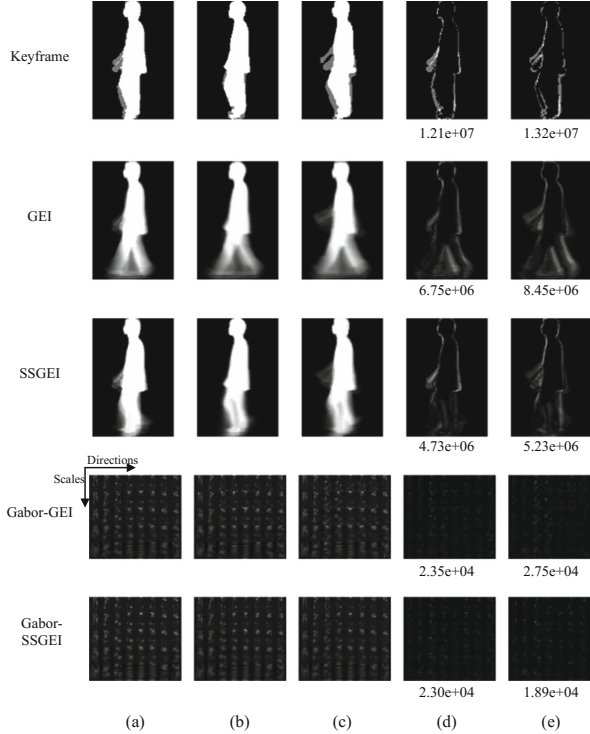 Keyframe
1.21e+07 1.32e+07
GEI
6.75e+06 8.45e+06
SSGEI
4.73e+06 5.23e+06
Directions
Scales
Gabor-GEI
2.35e+04 2.75e+04
Gabor-
SSGEI
2.30e+04 1.89e+04
(a) (b) (c) (d) (e)